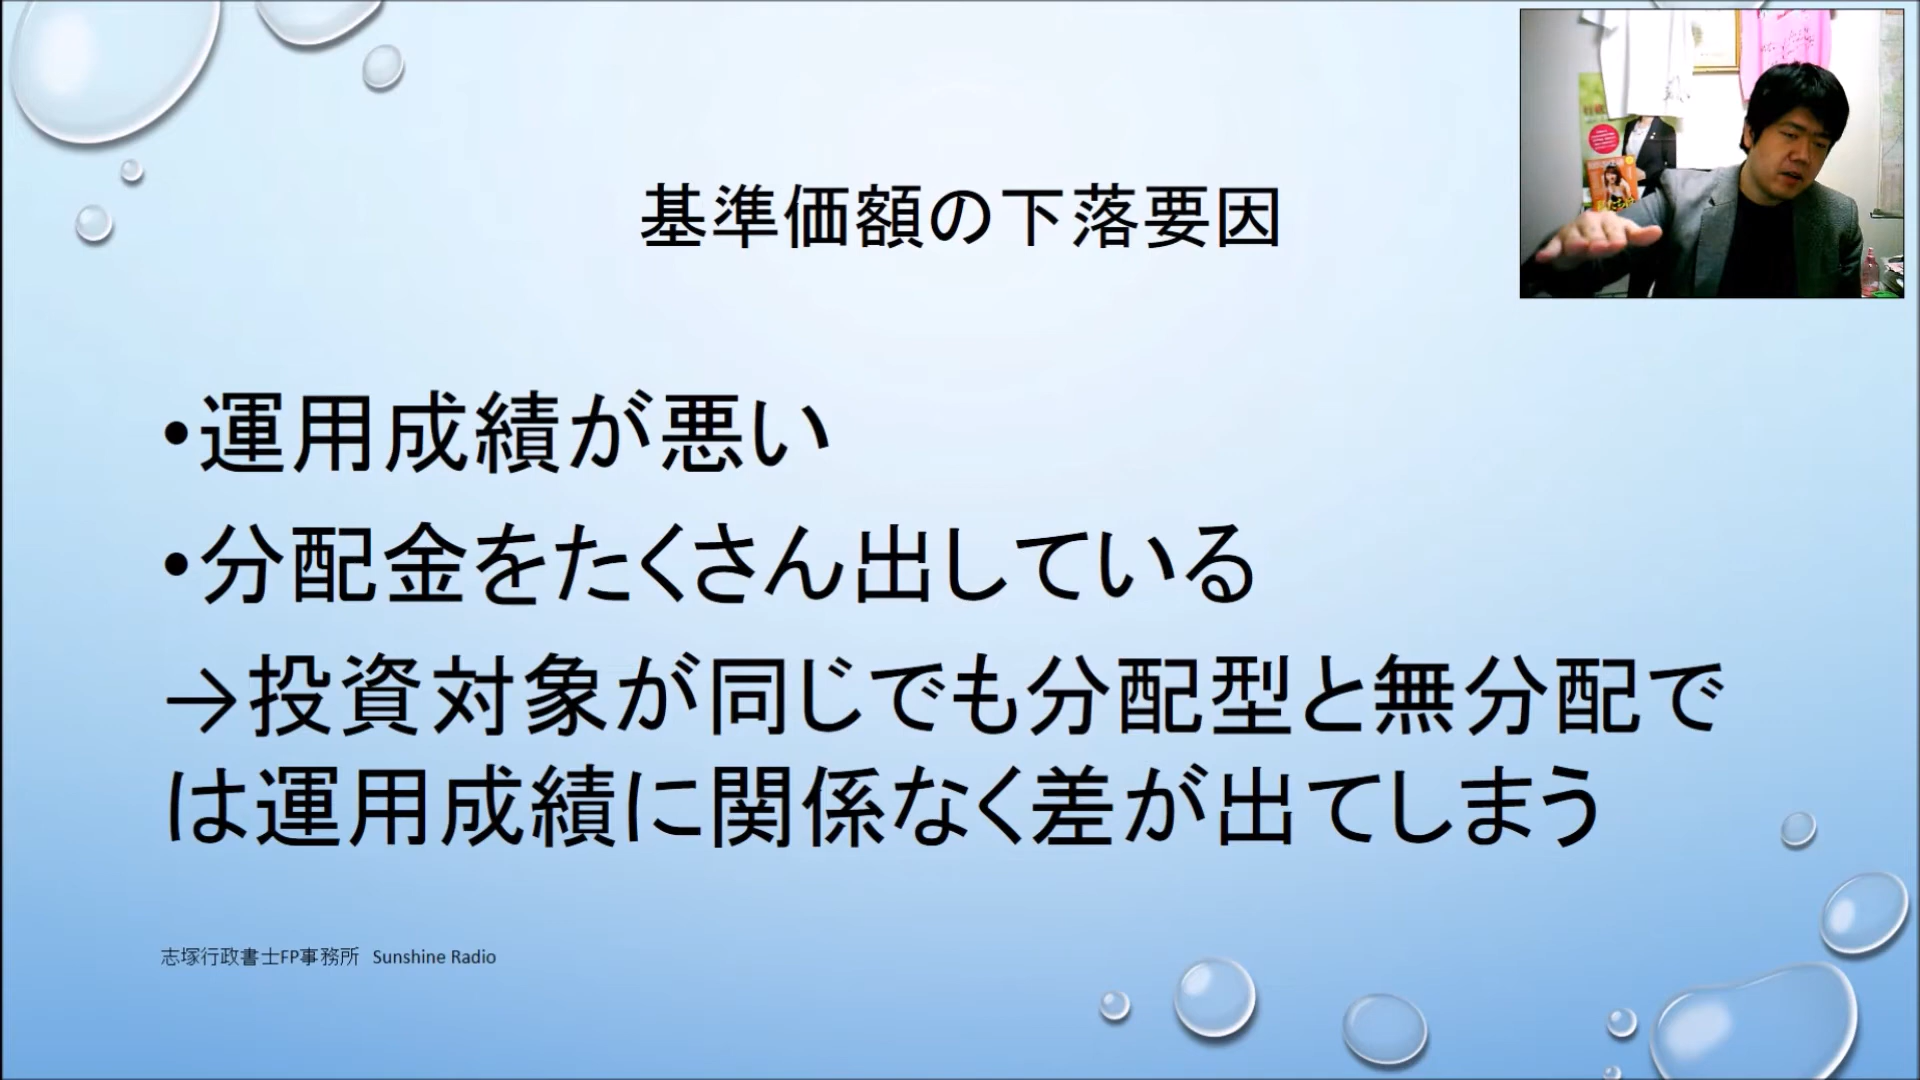 基準価額の下落要因
•運用成績が悪い
•分配金をたくさん出している
→投資対象が同じでも分配型と無分配で
は運用成績に関係なく差が出てしまう
志塚行政書士FP事務所 Sunshine Radio